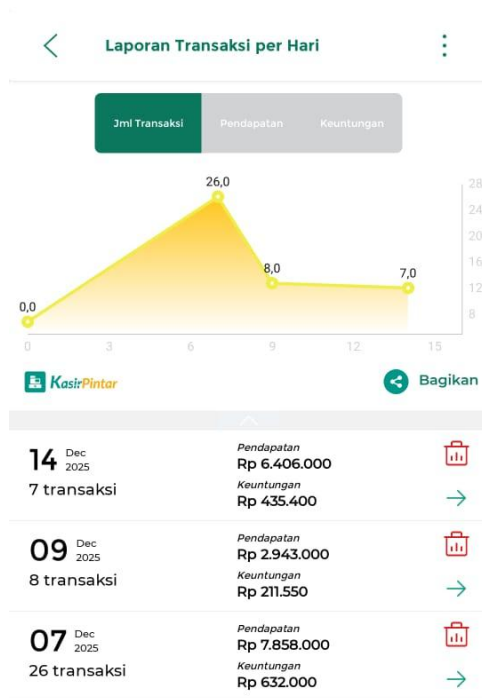 Laporan Transaksi per Hari
Jml Transaksi Pendapatan Keuntungan
28
26,0
24
20
16
8,0
7,0
12
0,0
8
0 3 6 9 12 15
KasirPintar
Bagikan
14 Dec 2025
7 transaksi
Pendapatan
Rp 6.406.000
Keuntungan
Rp 435.400
09 Dec 2025
8 transaksi
Pendapatan
Rp 2.943.000
Keuntungan
Rp 211.550
07 Dec 2025
26 transaksi
Pendapatan
Rp 7.858.000
Keuntungan
Rp 632.000